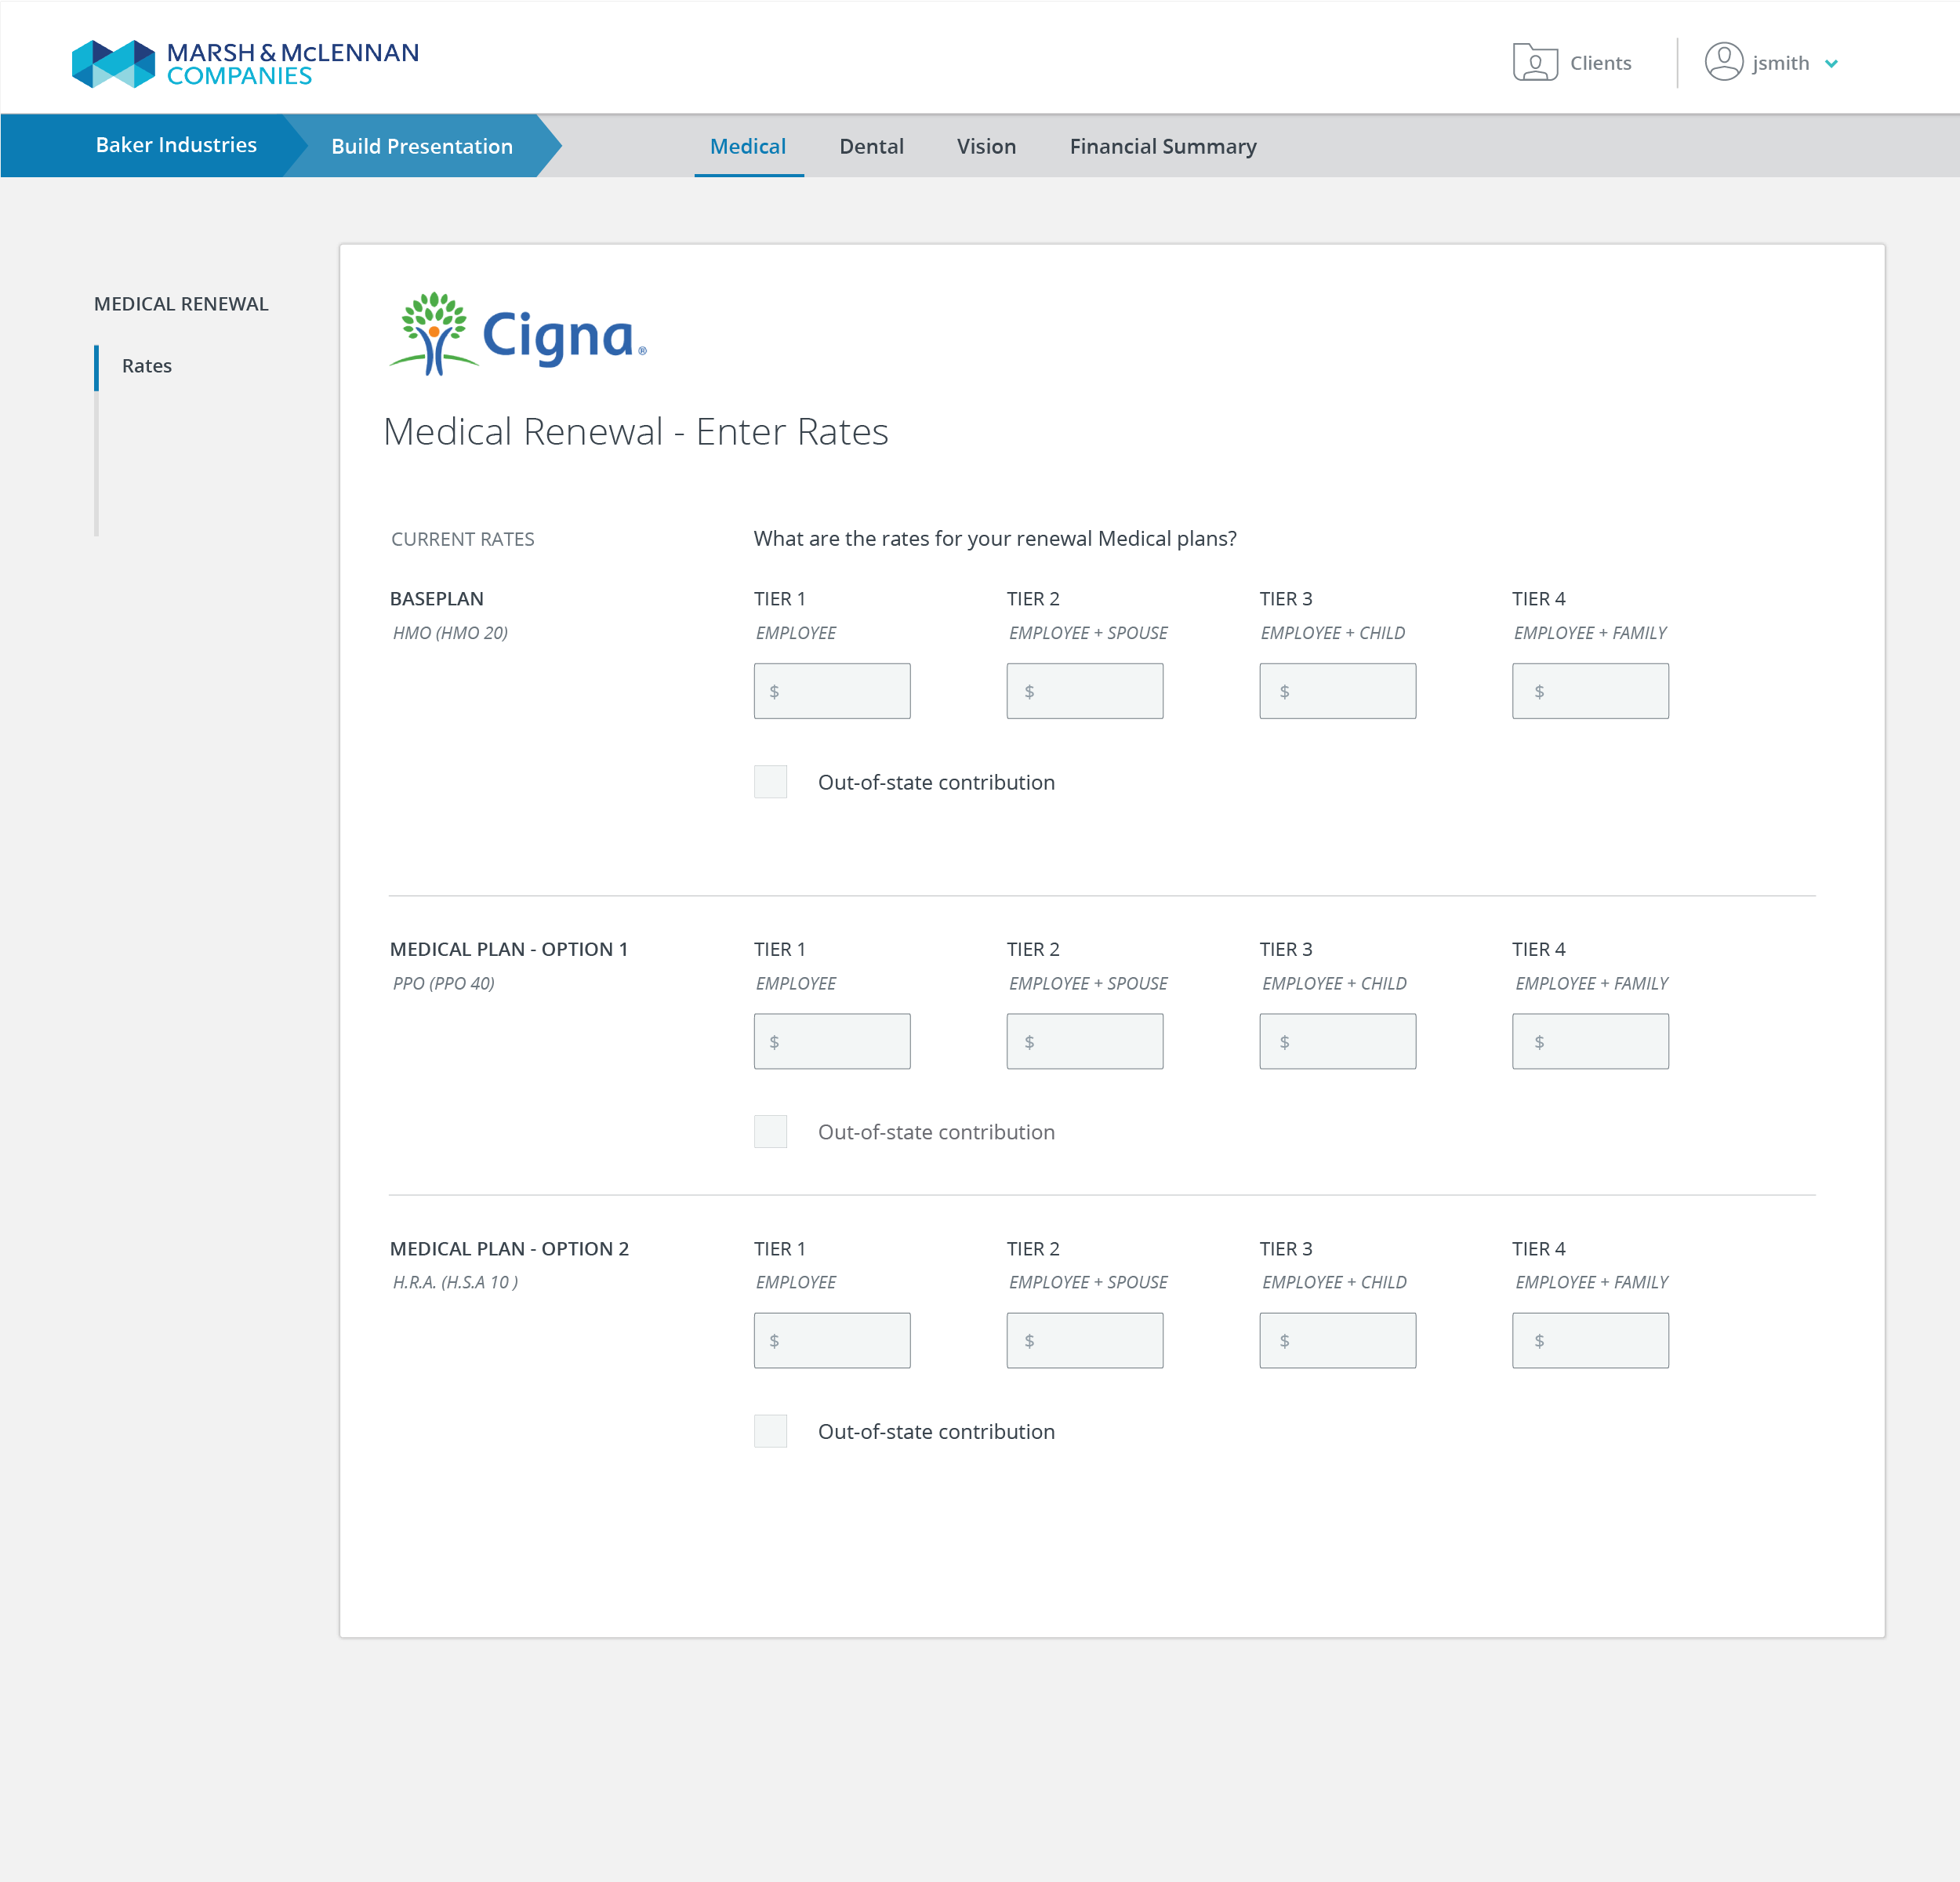 MARSH & McLENNAN
COMPANIES
Clients
jsmith
Baker Industries
Build Presentation
Medical
Dental
Vision
Financial Summary
MEDICAL RENEWAL
Rates
Cigna®
Medical Renewal - Enter Rates
CURRENT RATES
What are the rates for your renewal Medical plans?
BASEPLAN
TIER 1
TIER 2
TIER 3
TIER 4
HMO (HMO 20)
EMPLOYEE
EMPLOYEE + SPOUSE
EMPLOYEE + CHILD
EMPLOYEE + FAMILY
$
$
$
$
Out-of-state contribution
MEDICAL PLAN - OPTION 1
TIER 1
TIER 2
TIER 3
TIER 4
PPO (PPO 40)
EMPLOYEE
EMPLOYEE + SPOUSE
EMPLOYEE + CHILD
EMPLOYEE + FAMILY
$
$
$
$
Out-of-state contribution
MEDICAL PLAN - OPTION 2
TIER 1
TIER 2
TIER 3
TIER 4
H.R.A. (H.S.A 10 )
EMPLOYEE
EMPLOYEE + SPOUSE
EMPLOYEE + CHILD
EMPLOYEE + FAMILY
$
$
$
$
Out-of-state contribution